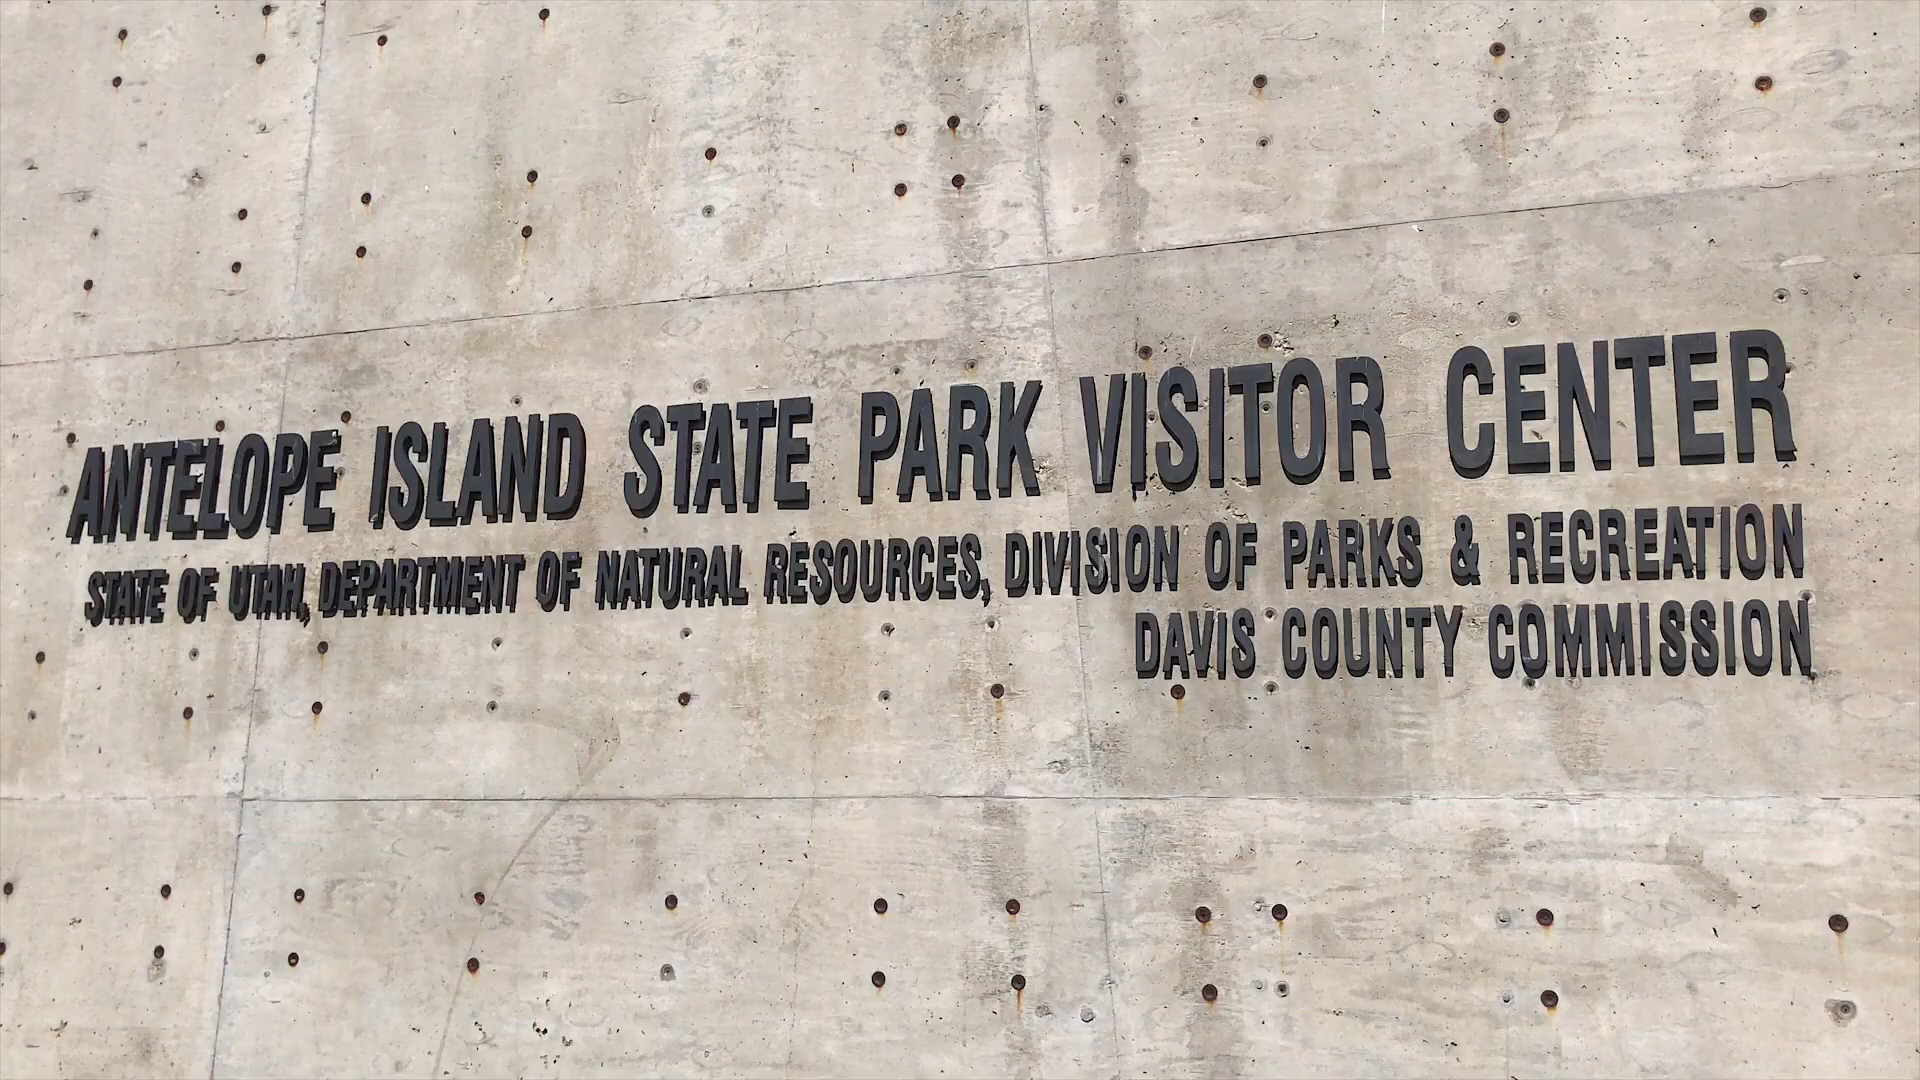 ANTELOPE ISLAND STATE PARK VISITOR CENTER
STATE OF UTAH, DEPARTMENT OF NATURAL RESOURCES, DIVISION OF PARKS & RECREATION
DAVIS COUNTY COMMISSION